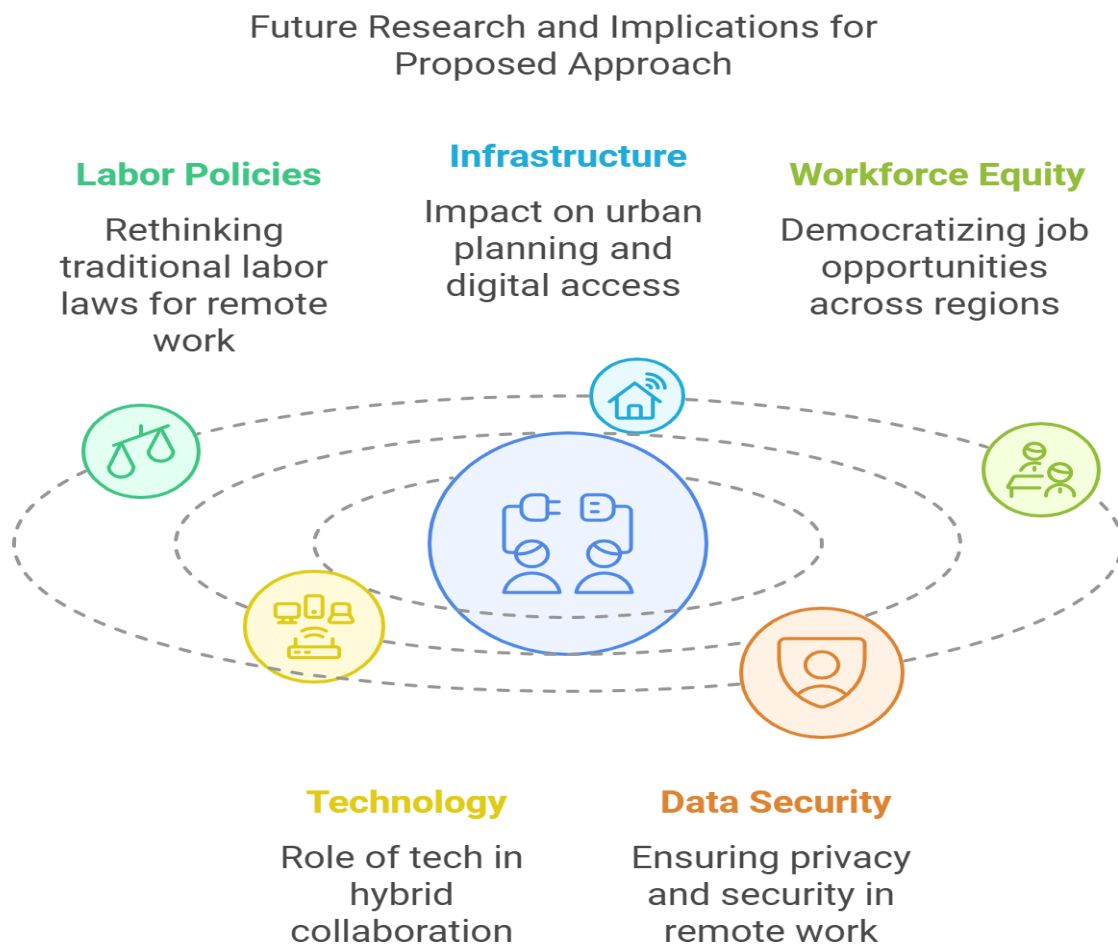 Future Research and Implications for
Proposed Approach
Labor Policies
Rethinking
traditional labor
laws for remote
work
Infrastructure
Impact on urban
planning and
digital access
Workforce Equity
Democratizing job
opportunities
across regions
Technology
Role of tech in
hybrid
collaboration
Data Security
Ensuring privacy
and security in
remote work